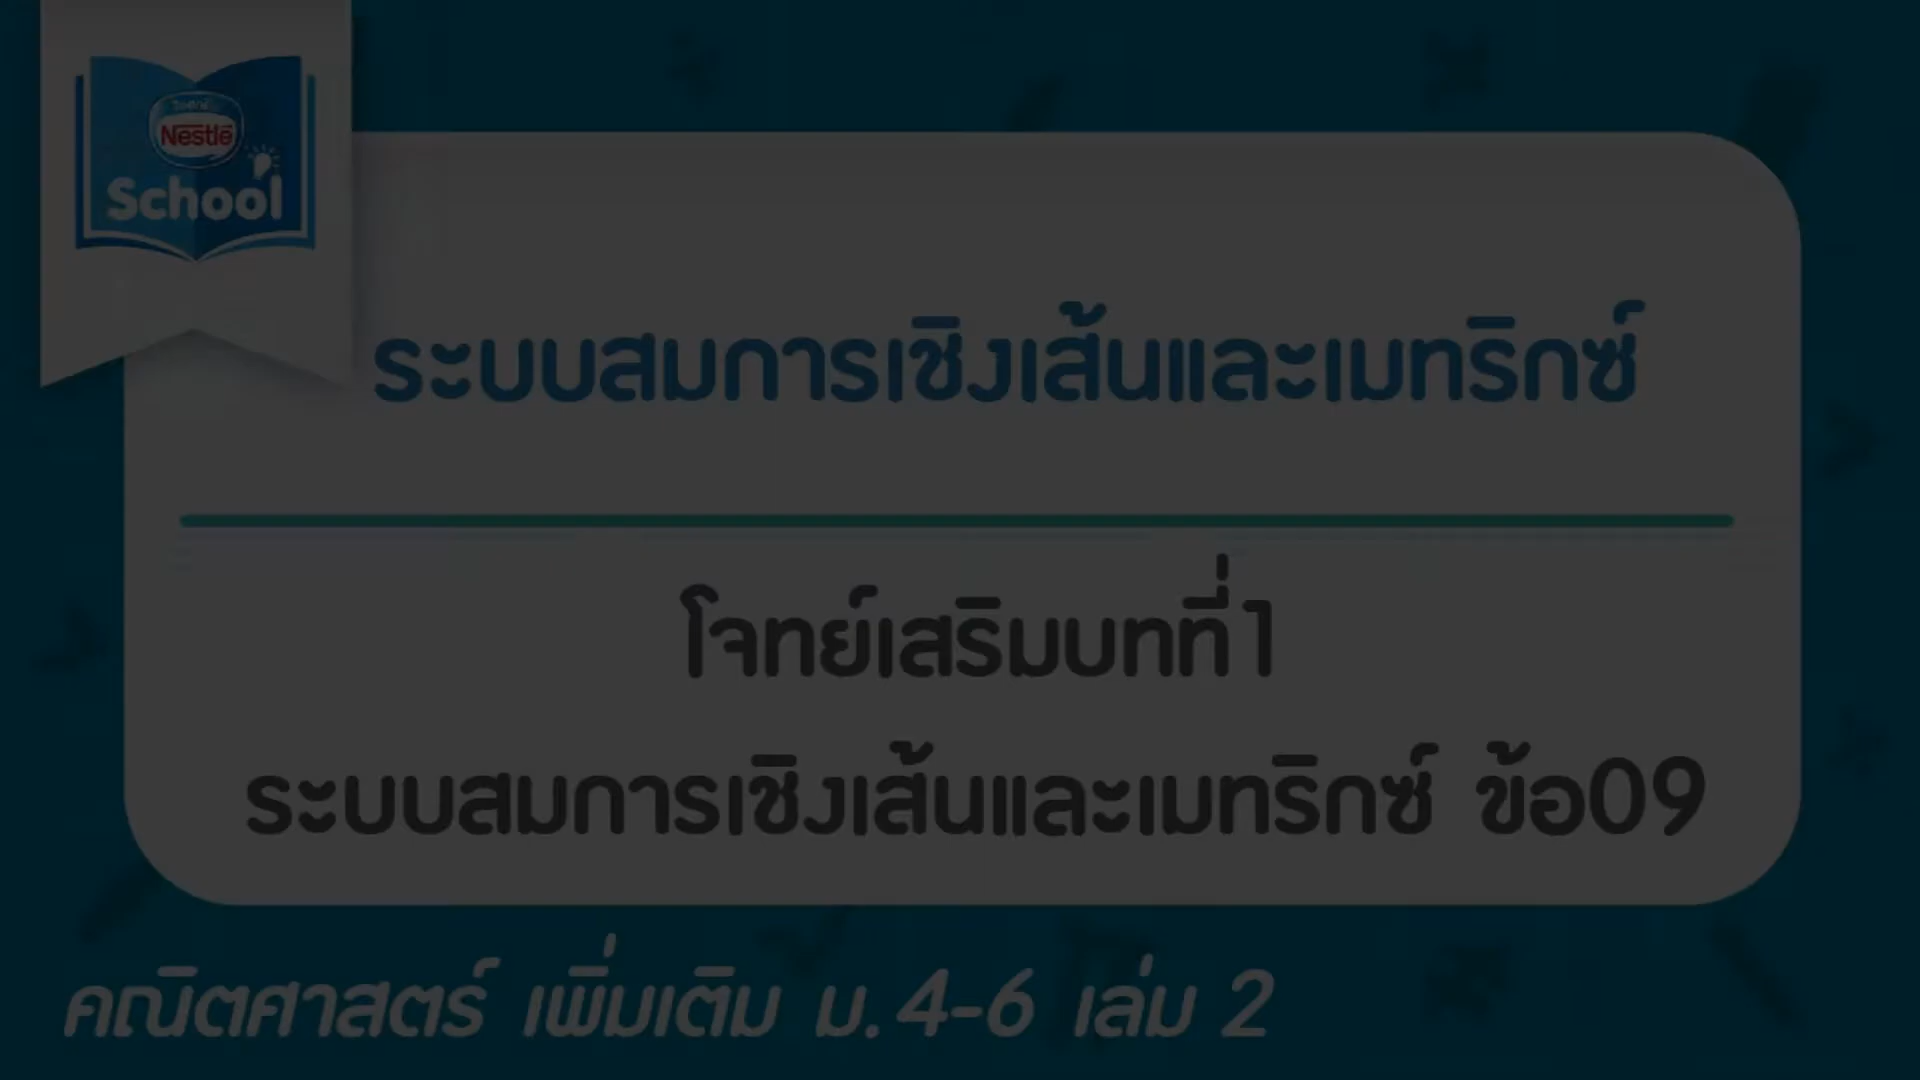 Nestlé
School
ระบบสมการเชิงเส้นและเมทริกซ์
โจทย์เสริมบทที่ 1
ระบบสมการเชิงเส้นและเมทริกซ์ ข้อ09
คณิตศาสตร์ เพิ่มเติม ม.4-6 เล่ม 2